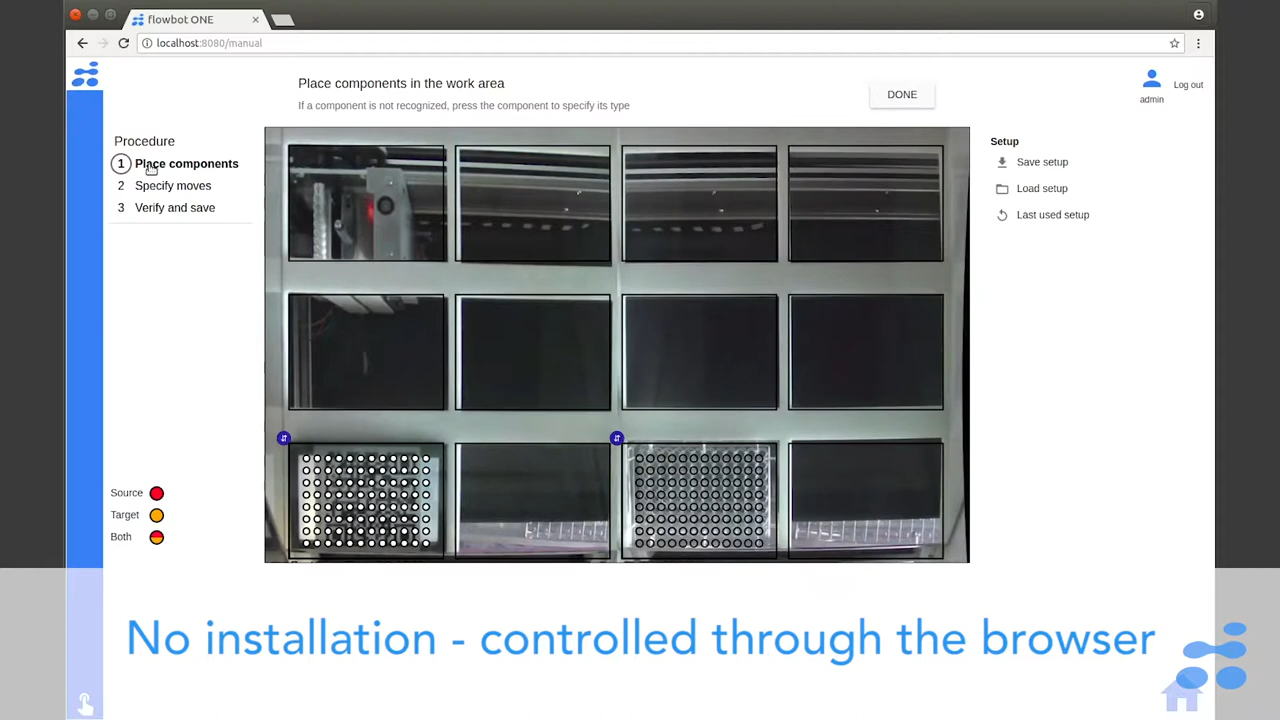 flowbot ONE
localhost:8080/manual
Place components in the work area
If a component is not recognized, press the component to specify its type
DONE
admin
Log out
Procedure
1 Place components
2 Specify moves
3 Verify and save
Setup
Save setup
Load setup
Last used setup
Source
Target
Both
No installation - controlled through the browser